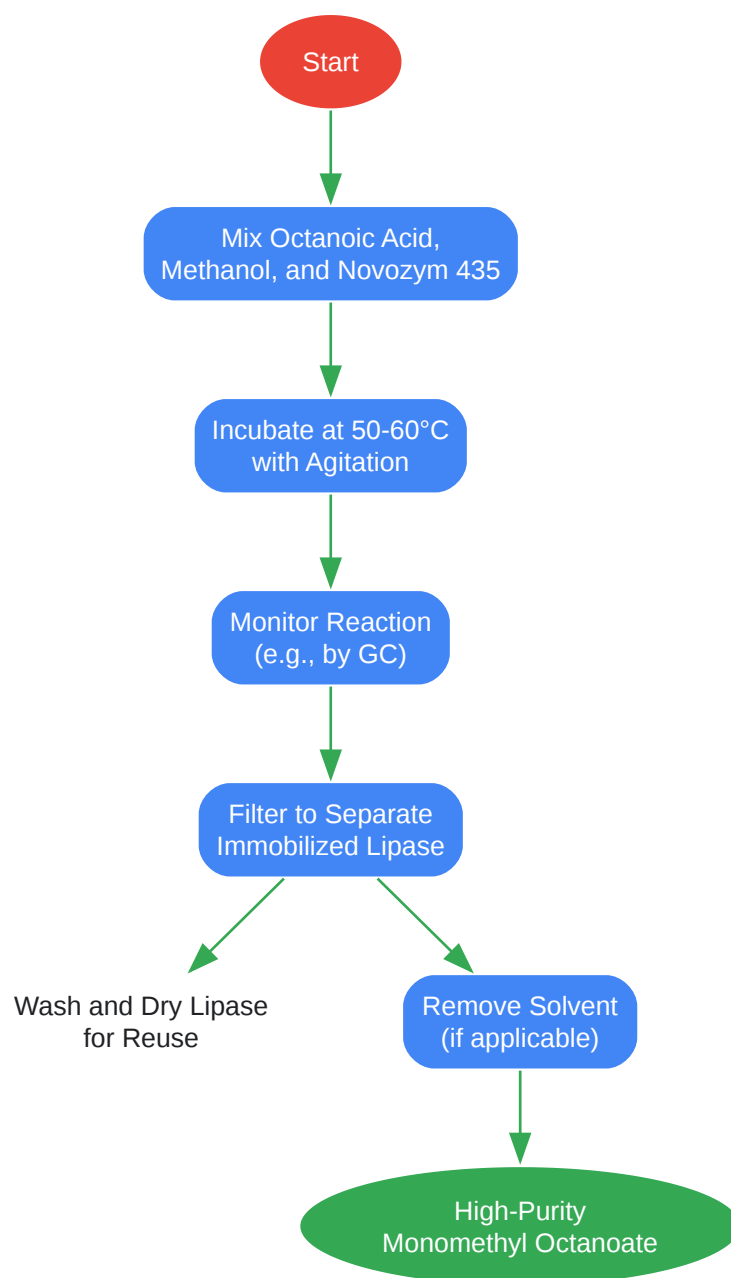 Start
Mix Octanoic Acid,
Methanol, and Novozym 435
Incubate at 50-60°C
with Agitation
Monitor Reaction
(e.g., by GC)
Filter to Separate
Immobilized Lipase
Wash and Dry Lipase
for Reuse
Remove Solvent
(if applicable)
High-Purity
Monomethyl Octanoate